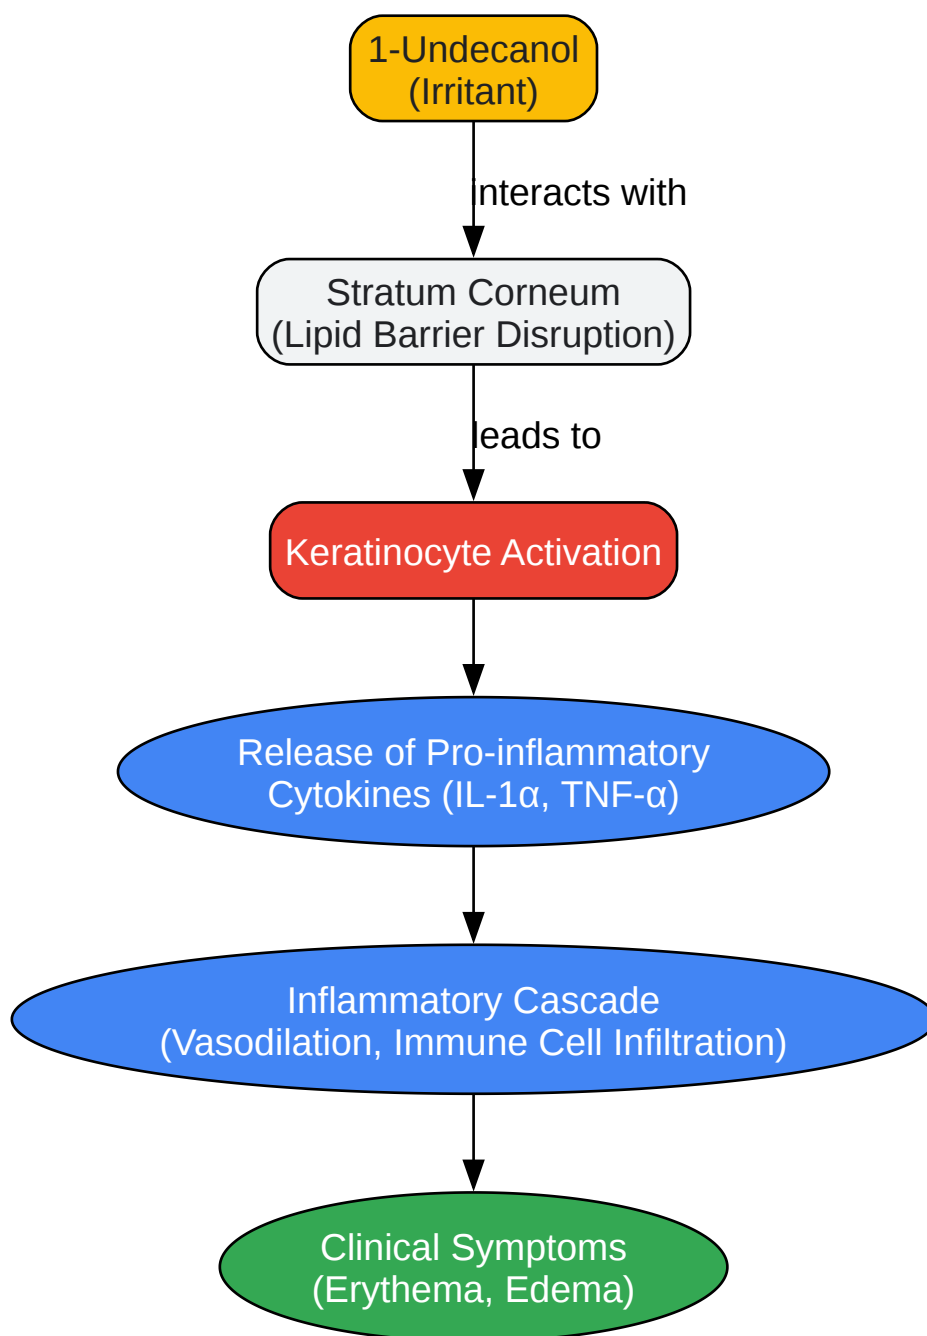 1-Undecanol
(Irritant)
interacts with
Stratum Corneum
(Lipid Barrier Disruption)
leads to
Keratinocyte Activation
Release of Pro-inflammatory
Cytokines (IL-1α, TNF-α)
Inflammatory Cascade
(Vasodilation, Immune Cell Infiltration)
Clinical Symptoms
(Erythema, Edema)